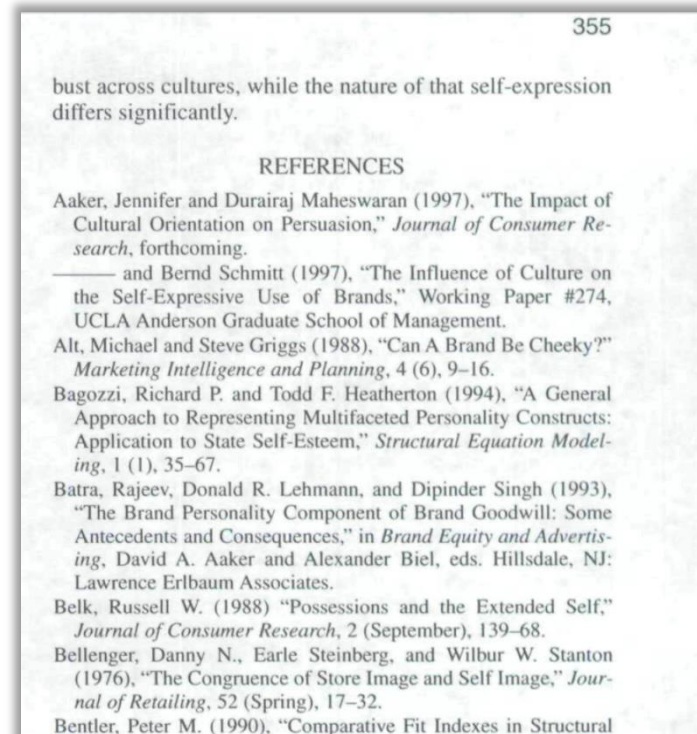 355
bust across cultures, while the nature of that self-expression
differs significantly.
REFERENCES
Aaker, Jennifer and Durairaj Maheswaran (1997), “The Impact of
Cultural Orientation on Persuasion,” Journal of Consumer Re-
search, forthcoming.
——— and Bernd Schmitt (1997), “The Influence of Culture on
the Self-Expressive Use of Brands,” Working Paper #274,
UCLA Anderson Graduate School of Management.
Alt, Michael and Steve Griggs (1988), “Can A Brand Be Cheeky?”
Marketing Intelligence and Planning, 4 (6), 9–16.
Bagozzi, Richard P. and Todd F. Heatherton (1994), “A General
Approach to Representing Multifaceted Personality Constructs:
Application to State Self-Esteem,” Structural Equation Model-
ing, 1 (1), 35–67.
Batra, Rajeev, Donald R. Lehmann, and Dipinder Singh (1993),
“The Brand Personality Component of Brand Goodwill: Some
Antecedents and Consequences,” in Brand Equity and Advertis-
ing, David A. Aaker and Alexander Biel, eds. Hillsdale, NJ:
Lawrence Erlbaum Associates.
Belk, Russell W. (1988) “Possessions and the Extended Self,”
Journal of Consumer Research, 2 (September), 139–68.
Bellenger, Danny N., Earle Steinberg, and Wilbur W. Stanton
(1976), “The Congruence of Store Image and Self Image,” Jour-
nal of Retailing, 52 (Spring), 17–32.
Bentler, Peter M. (1990), “Comparative Fit Indexes in Structural